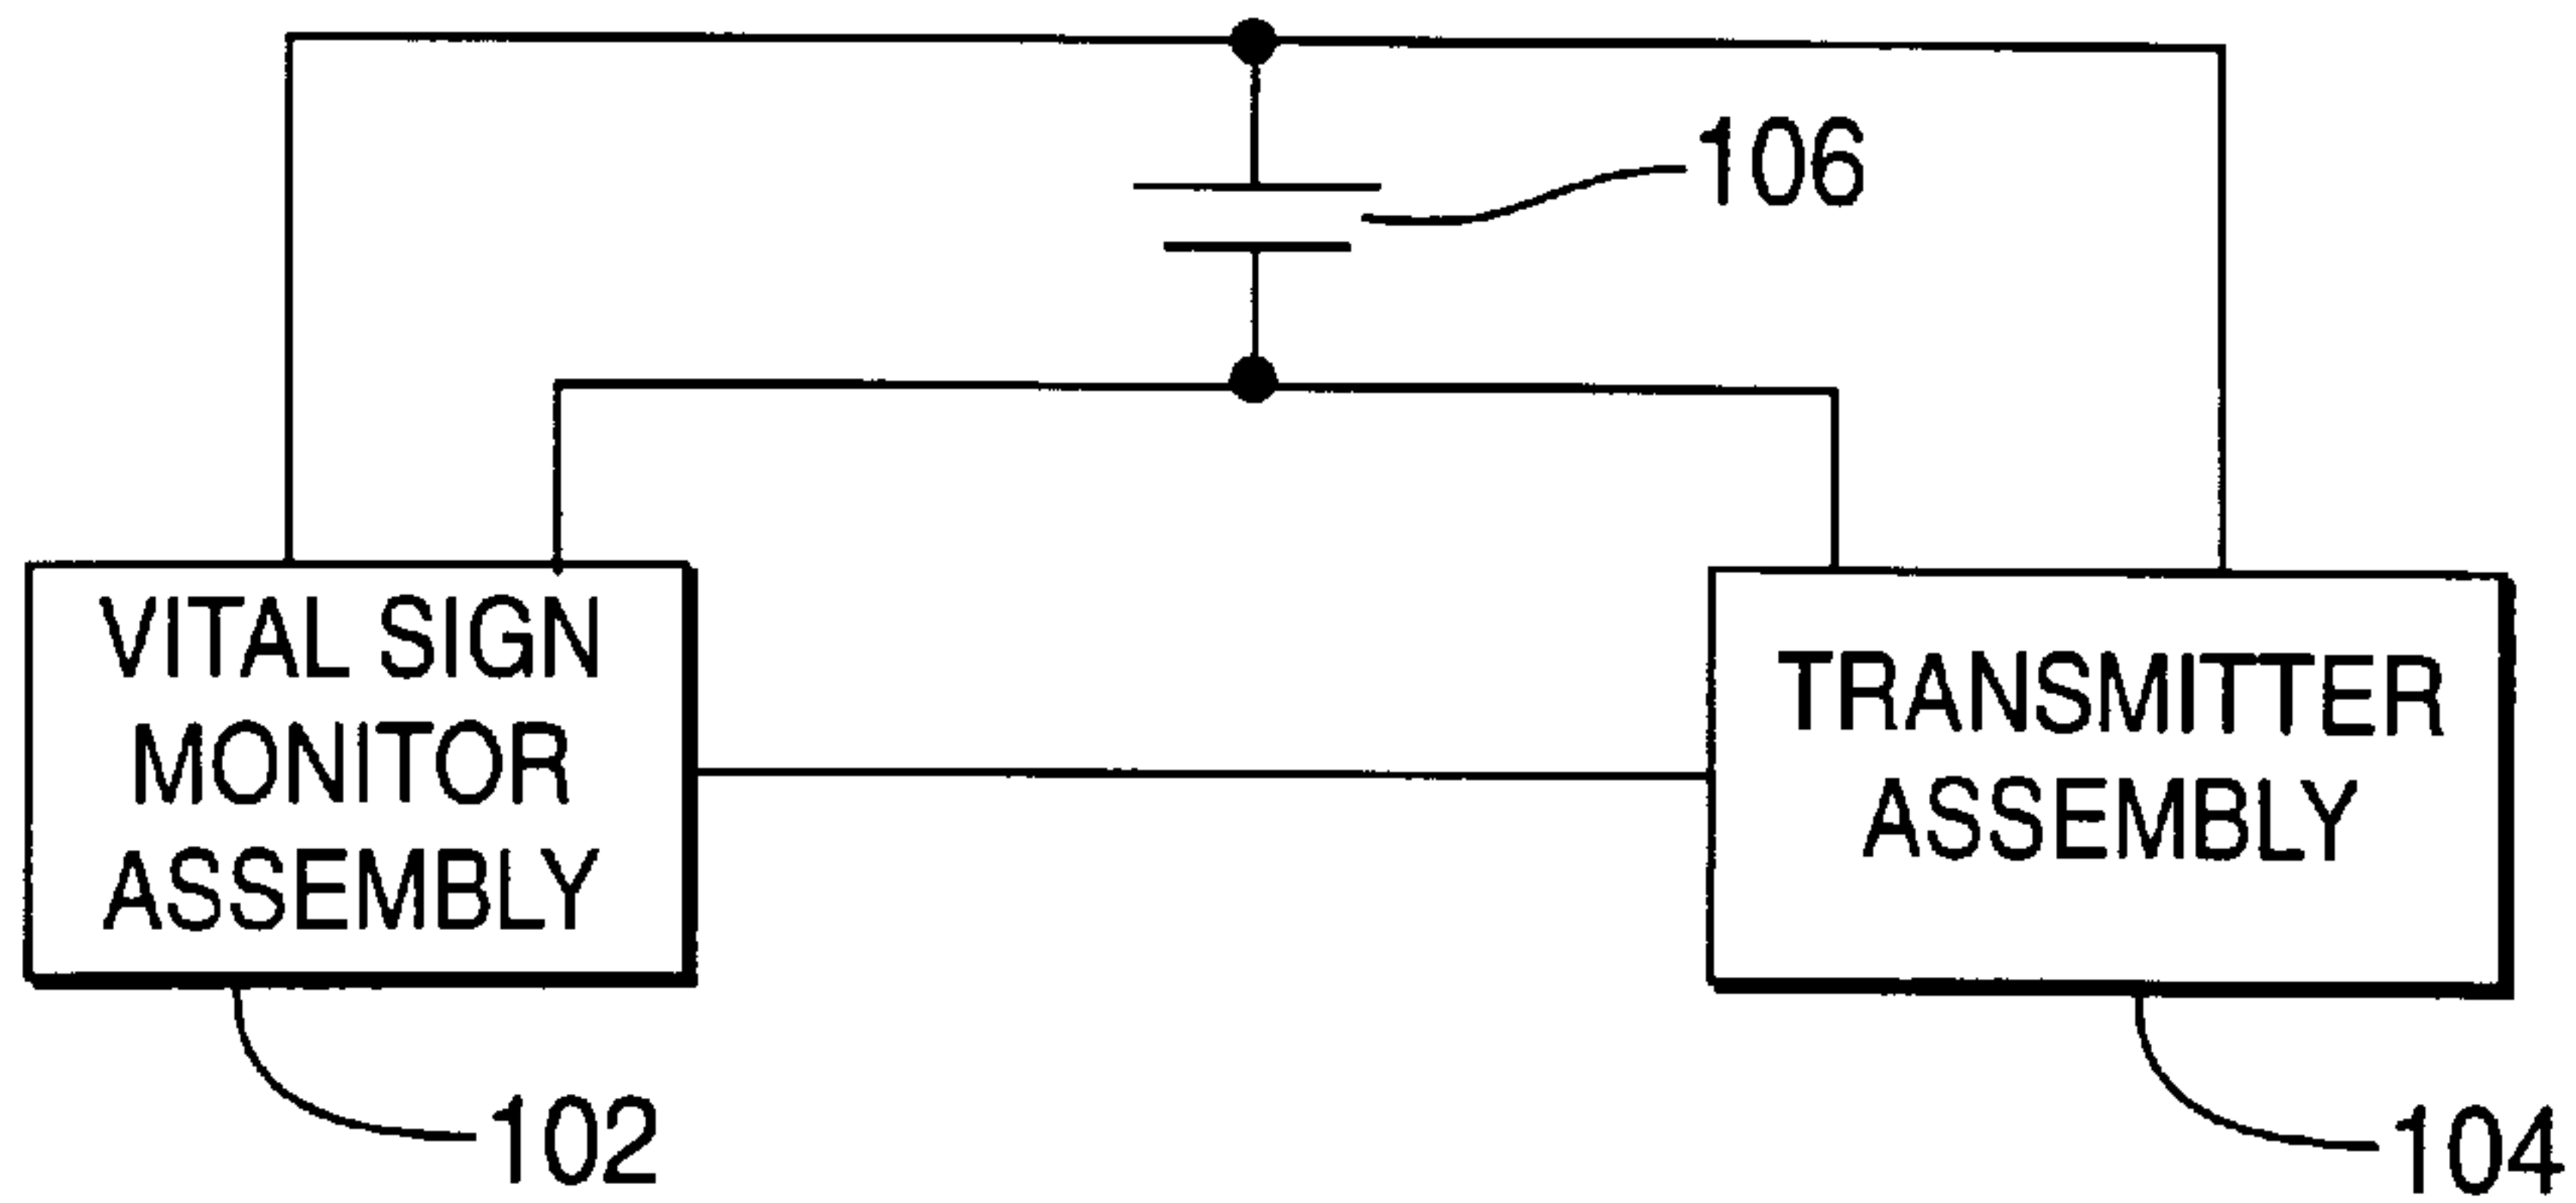 106
VITAL SIGN
MONITOR
ASSEMBLY
TRANSMITTER
ASSEMBLY
102
104